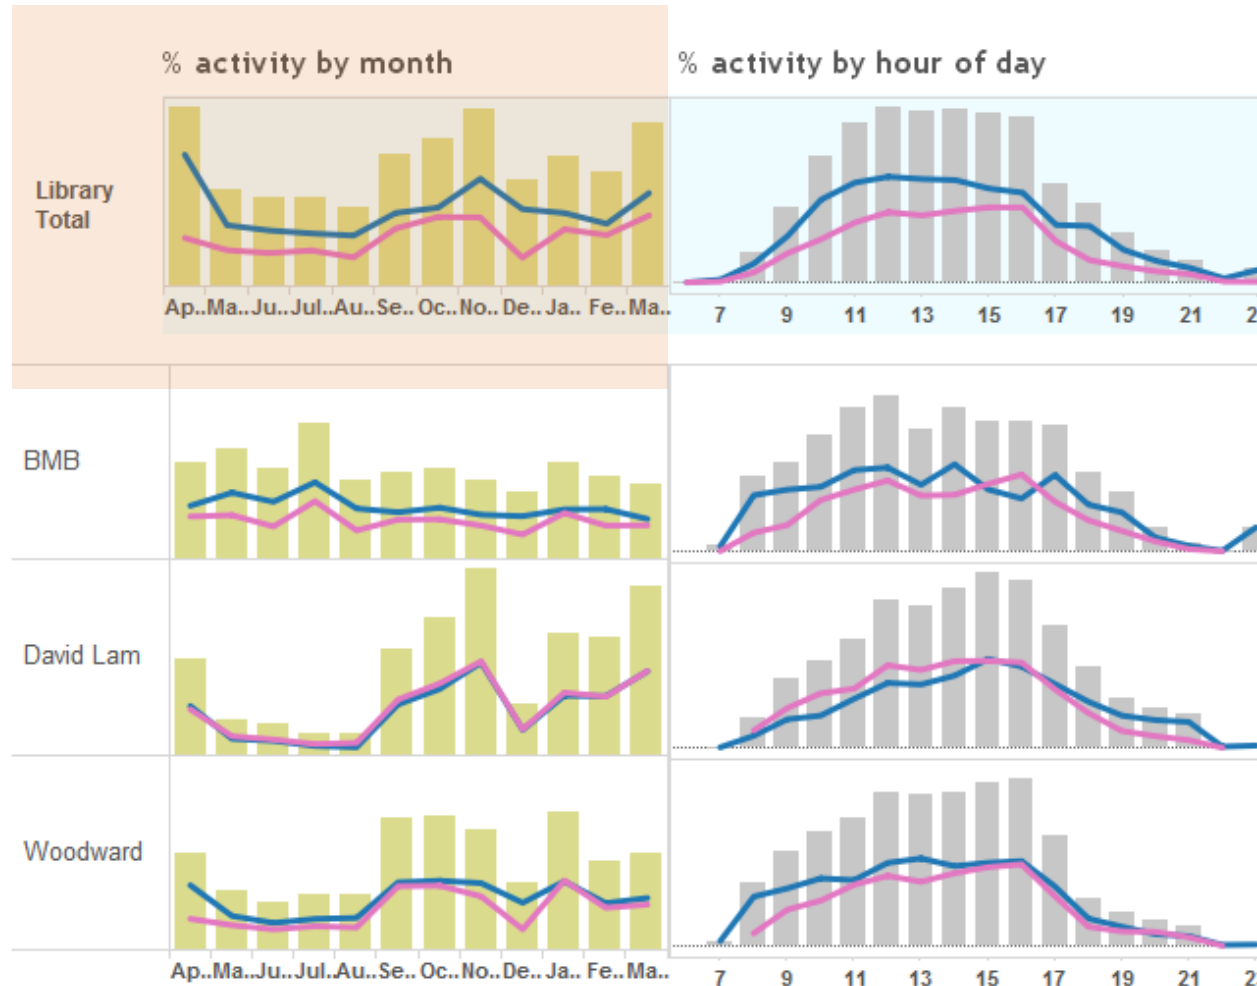 % activity by month
% activity by hour of day
Library
Total
Ap.. Ma.. Ju.. Jul.. Au.. Se.. Oc.. No.. De.. Ja.. Fe.. Ma..
7 9 11 13 15 17 19 21 2
BMB
David Lam
Woodward
Ap.. Ma.. Ju.. Jul.. Au.. Se.. Oc.. No.. De.. Ja.. Fe.. Ma..
7 9 11 13 15 17 19 21 2